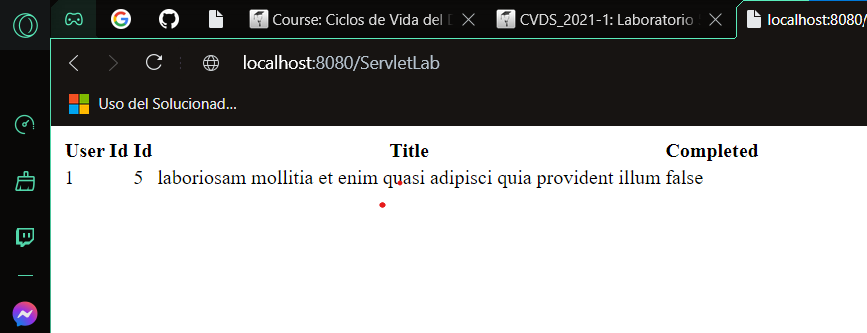 Course: Ciclos de Vida del D
CVDS_2021-1: Laboratorio
localhost:8080/
localhost:8080/ServletLab
Uso del Solucionad...
User Id Id Title Completed
1 5 laboriosam mollitia et enim quasi adipisci quia provident illum false